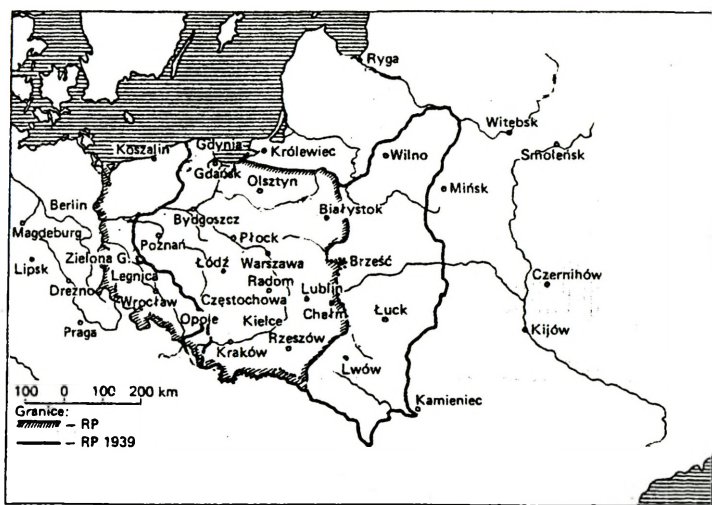 Ryga
Witebsk
Smoleńsk
Koszalin
Gdynia
Królewiec
Wilno
Gdańsk
Olsztyn
Mińsk
Berlin
Białystok
Bydgoszcz
Magdeburg
Poznań
Płock
Lipsk
Zielona G.
Łódź
Warszawa
Brześć
Legnica
Radom
Lublin
Czernihów
Drezno
Wrocław
Częstochowa
Chełm
Praga
Opole
Kielce
Łuck
Kijów
Kraków
Rzeszów
Lwów
100 0 100 200 km
Kamieniec
Granice:
– RP
– RP 1939